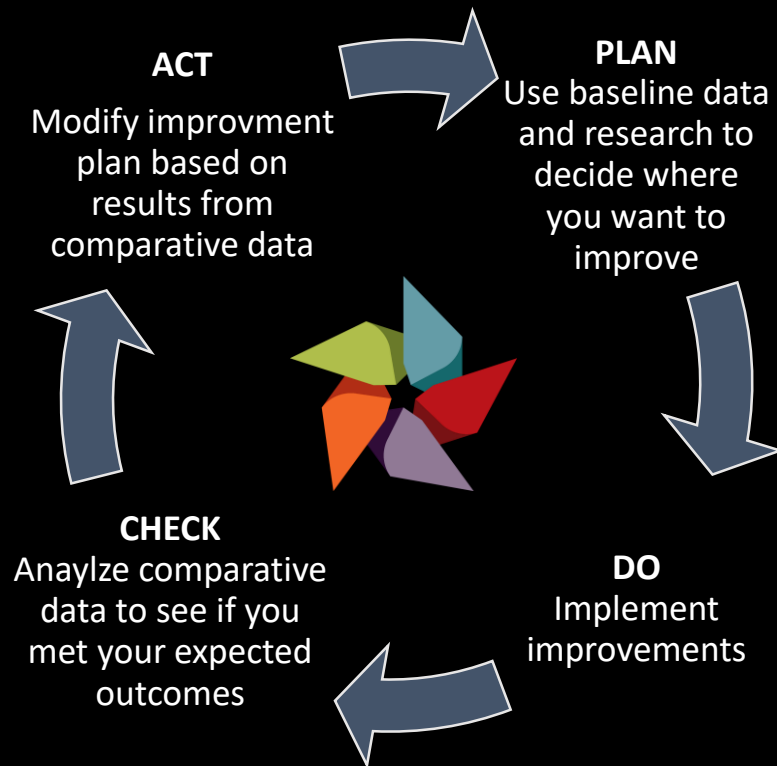 ACT
Modify improvment
plan based on
results from
comparative data
PLAN
Use baseline data
and research to
decide where
you want to
improve
DO
Implement
improvements
CHECK
Anaylze comparative
data to see if you
met your expected
outcomes